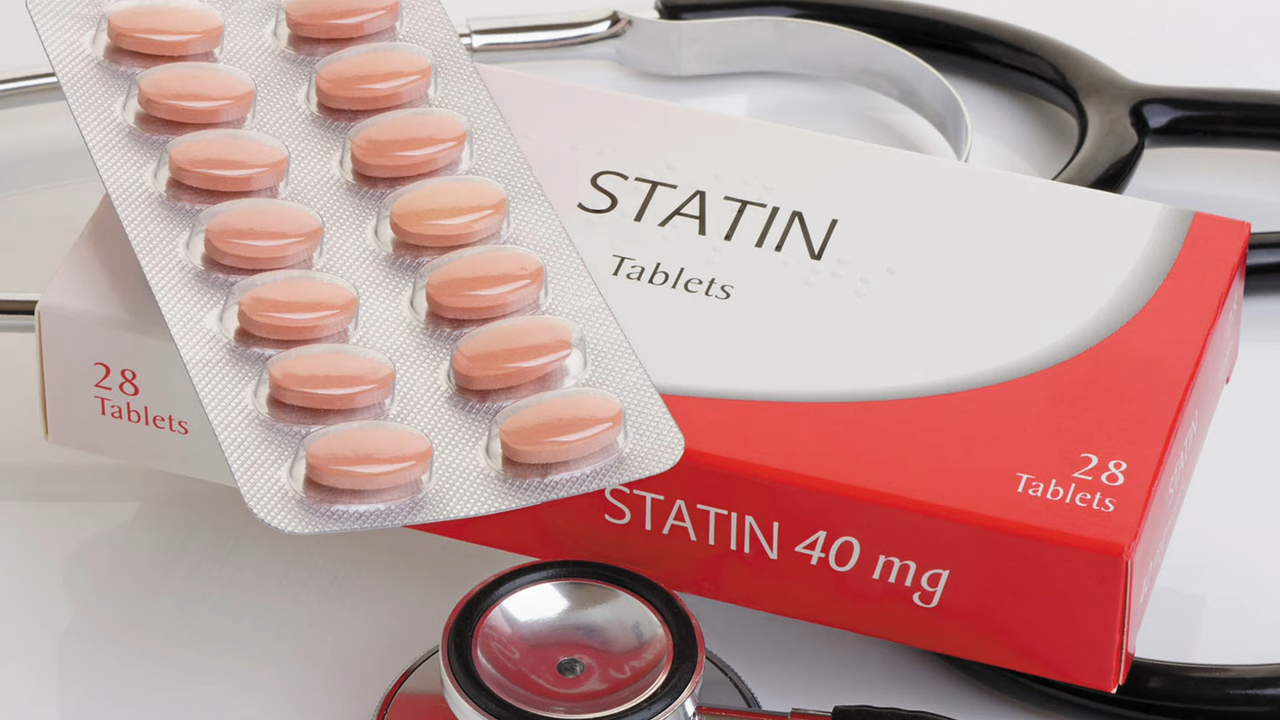 STATIN
Tablets
28
Tablets
28
Tablets
STATIN 40 mg